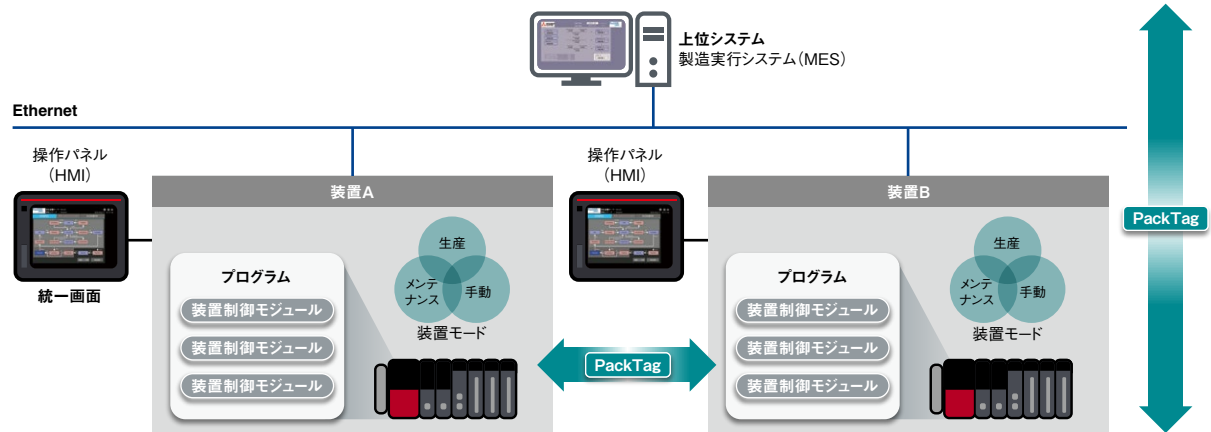 上位システム
製造実行システム(MES)
Ethernet
操作パネル
(HMI)
統一画面
装置A
プログラム
装置制御モジュール
装置制御モジュール
装置制御モジュール
生産
メンテ
ナンス
手動
装置モード
PackTag
操作パネル
(HMI)
装置B
プログラム
装置制御モジュール
装置制御モジュール
装置制御モジュール
生産
メンテ
ナンス
手動
装置モード
PackTag